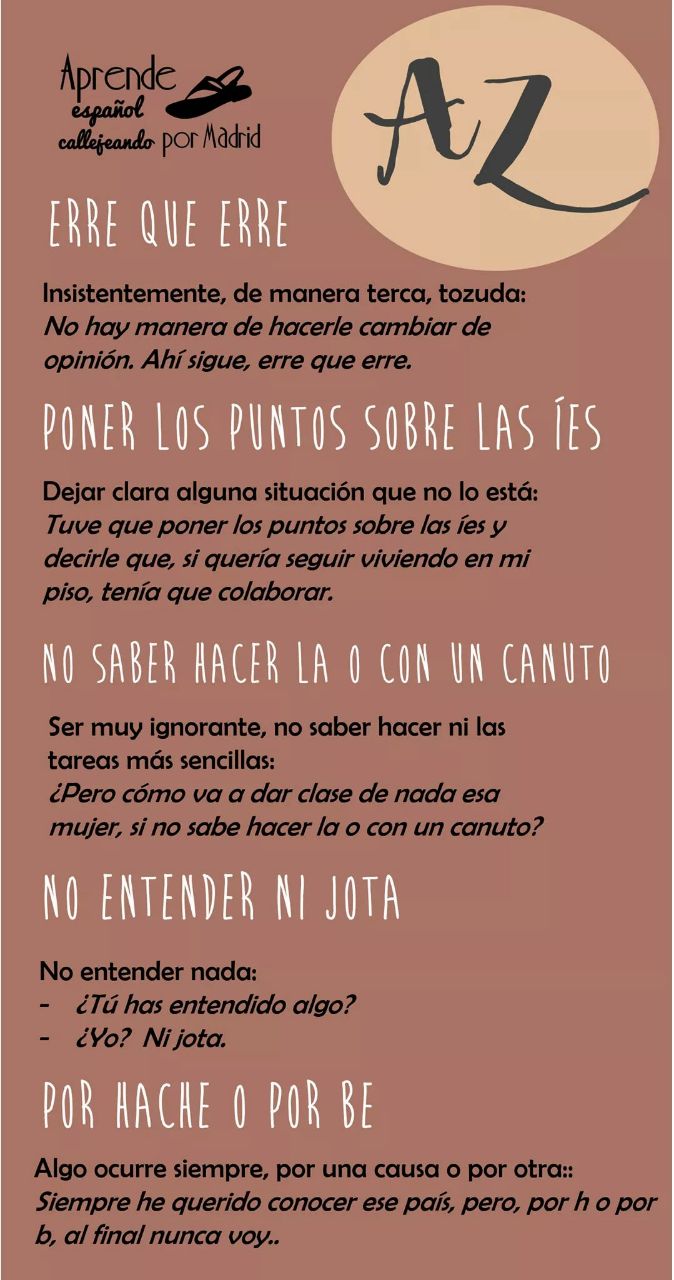 Aprende
español
callejeando por Madrid
AZ
ERRE QUE ERRE
Insistentemente, de manera terca, tozuda:
No hay manera de hacerle cambiar de
opinión. Ahí sigue, erre que erre.
PONER LOS PUNTOS SOBRE LAS ÍES
Dejar clara alguna situación que no lo está:
Tuve que poner los puntos sobre las íes y
decirle que, si quería seguir viviendo en mi
piso, tenía que colaborar.
NO SABER HACER LA O CON UN CANUTO
Ser muy ignorante, no saber hacer ni las
tareas más sencillas:
¿Pero cómo va a dar clase de nada esa
mujer, si no sabe hacer la o con un canuto?
NO ENTENDER NI JOTA
No entender nada:
- ¿Tú has entendido algo?
- ¿Yo? Ni jota.
POR HACHE O POR BE
Algo ocurre siempre, por una causa o por otra::
Siempre he querido conocer ese país, pero, por h o por
b, al final nunca voy..